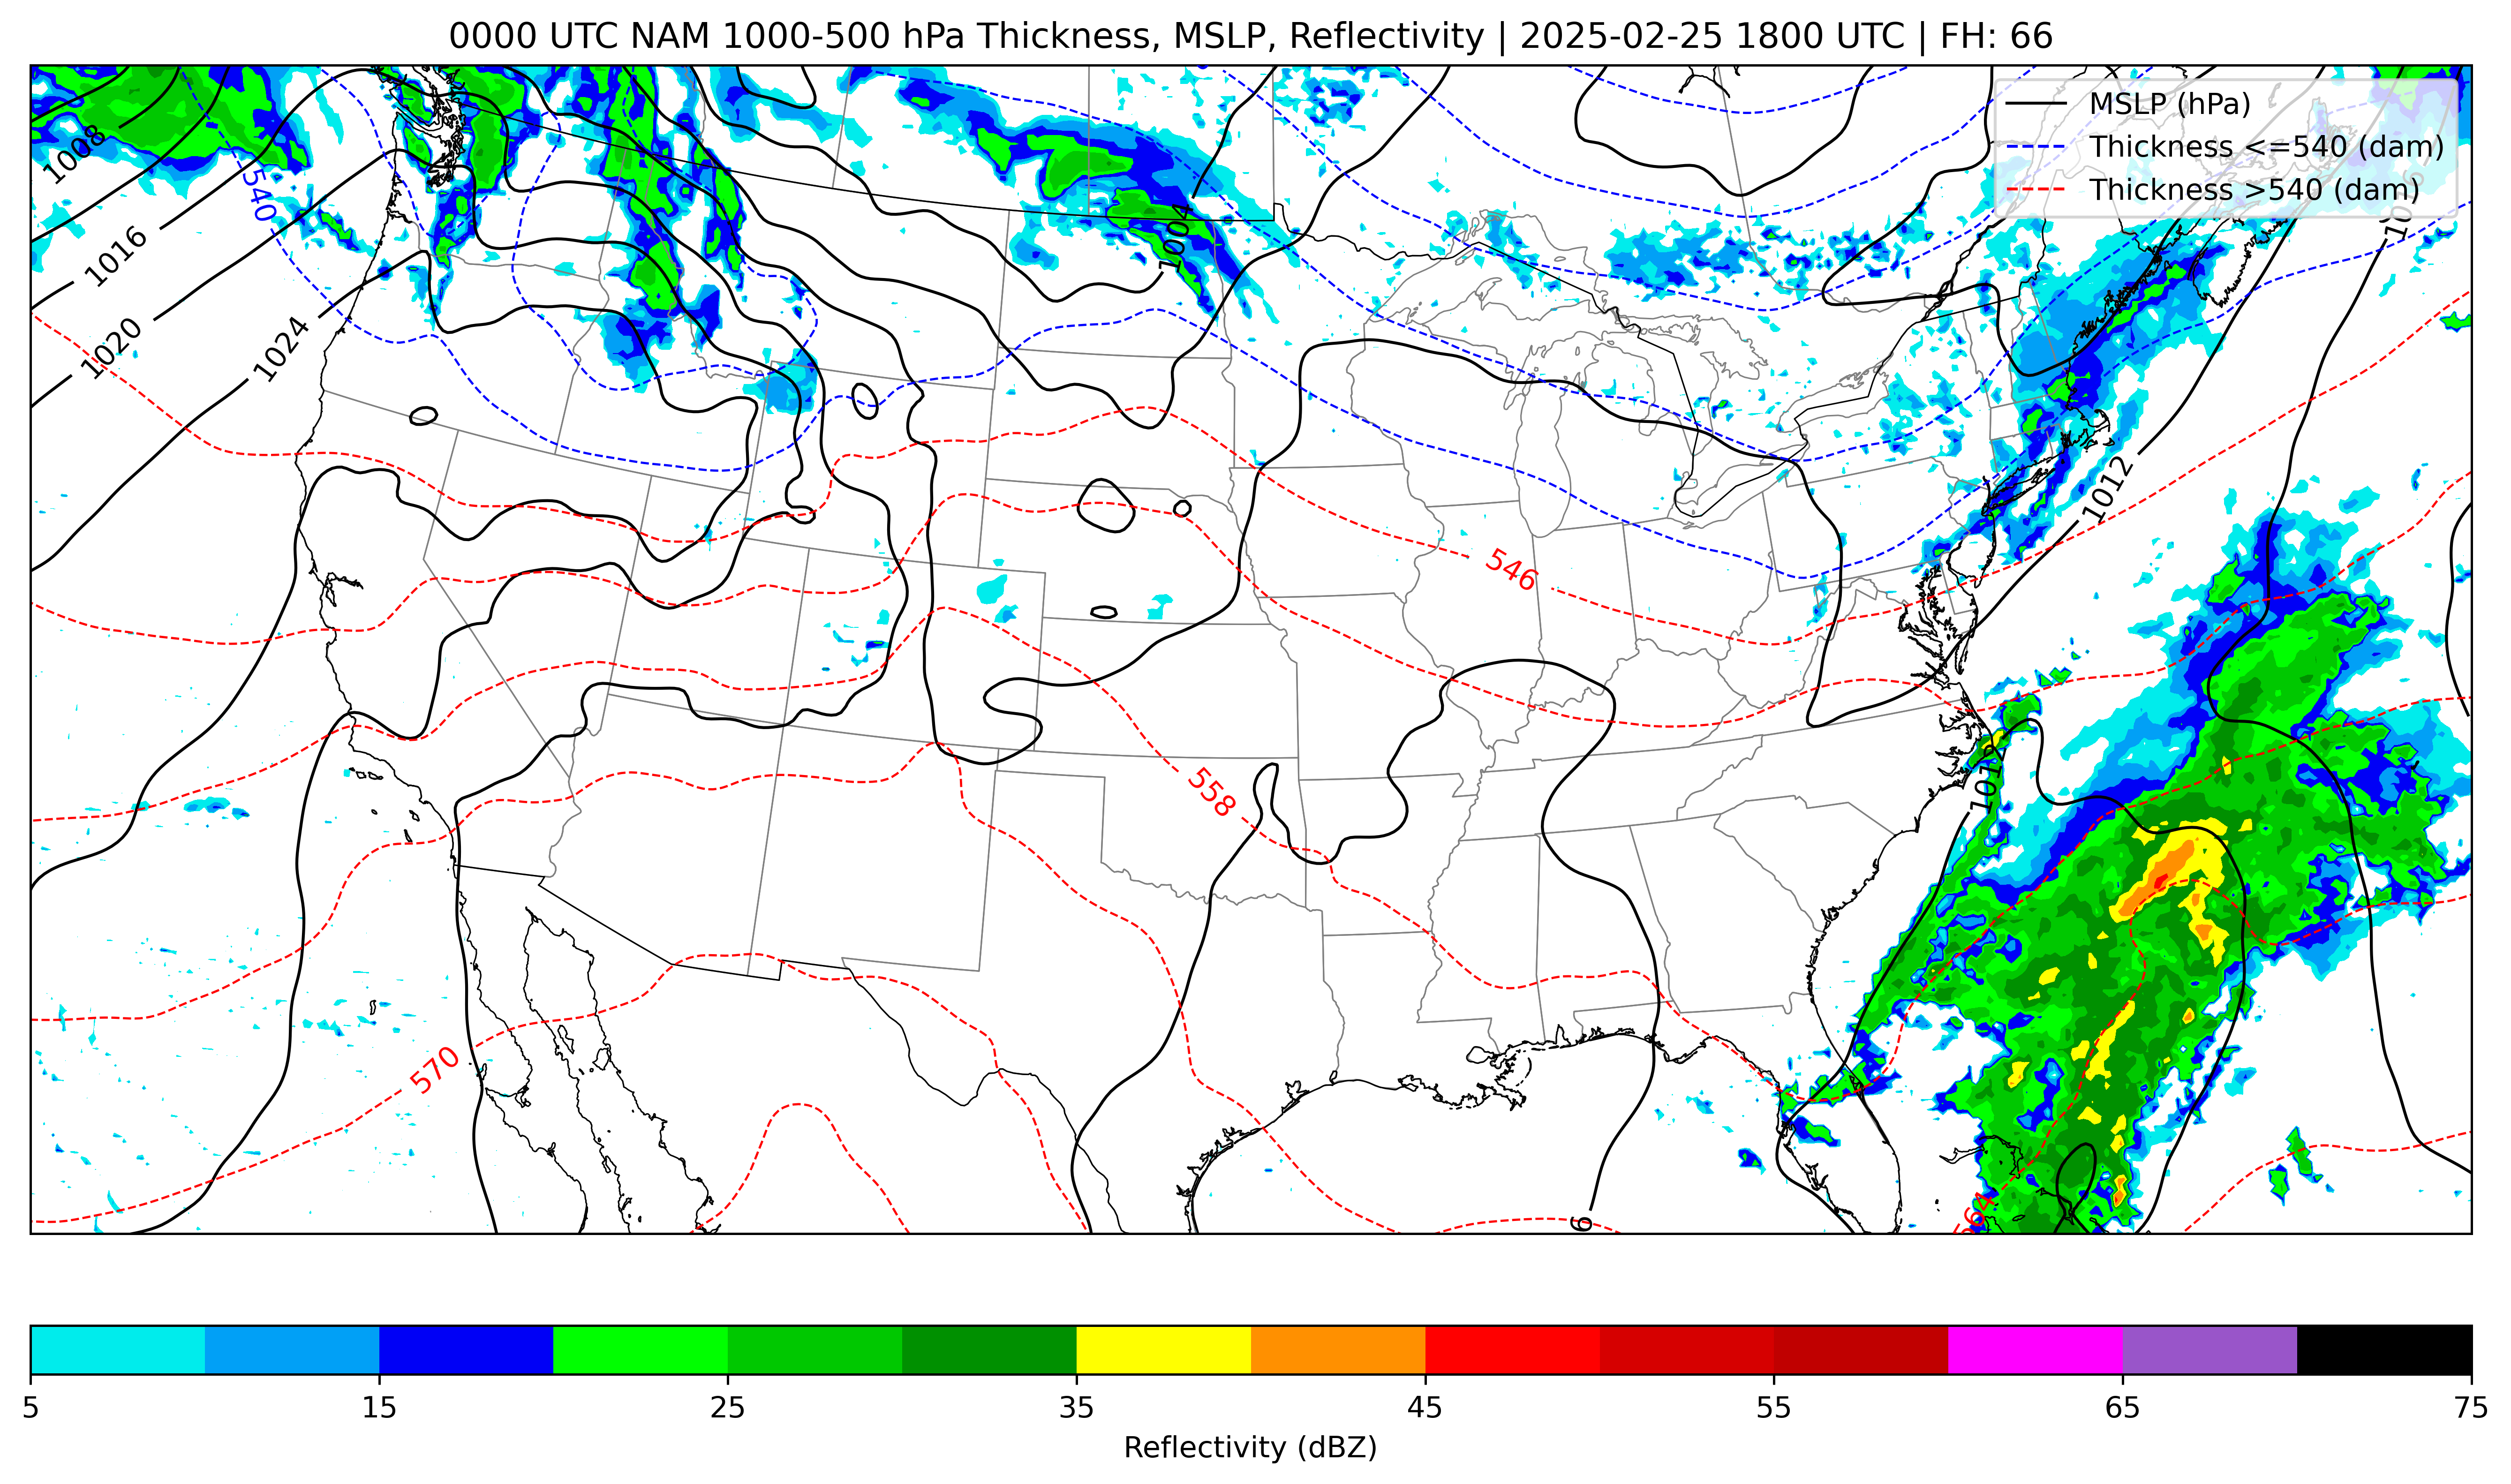 0000 UTC NAM 1000-500 hPa Thickness, MSLP, Reflectivity | 2025-02-25 1800 UTC | FH: 66
MSLP (hPa)
Thickness <=540 (dam)
Thickness >540 (dam)
1008
540
1016
1004
1020
1024
1012
546
558
1012
570
564
6
5 15 25 35 45 55 65 75
Reflectivity (dBZ)